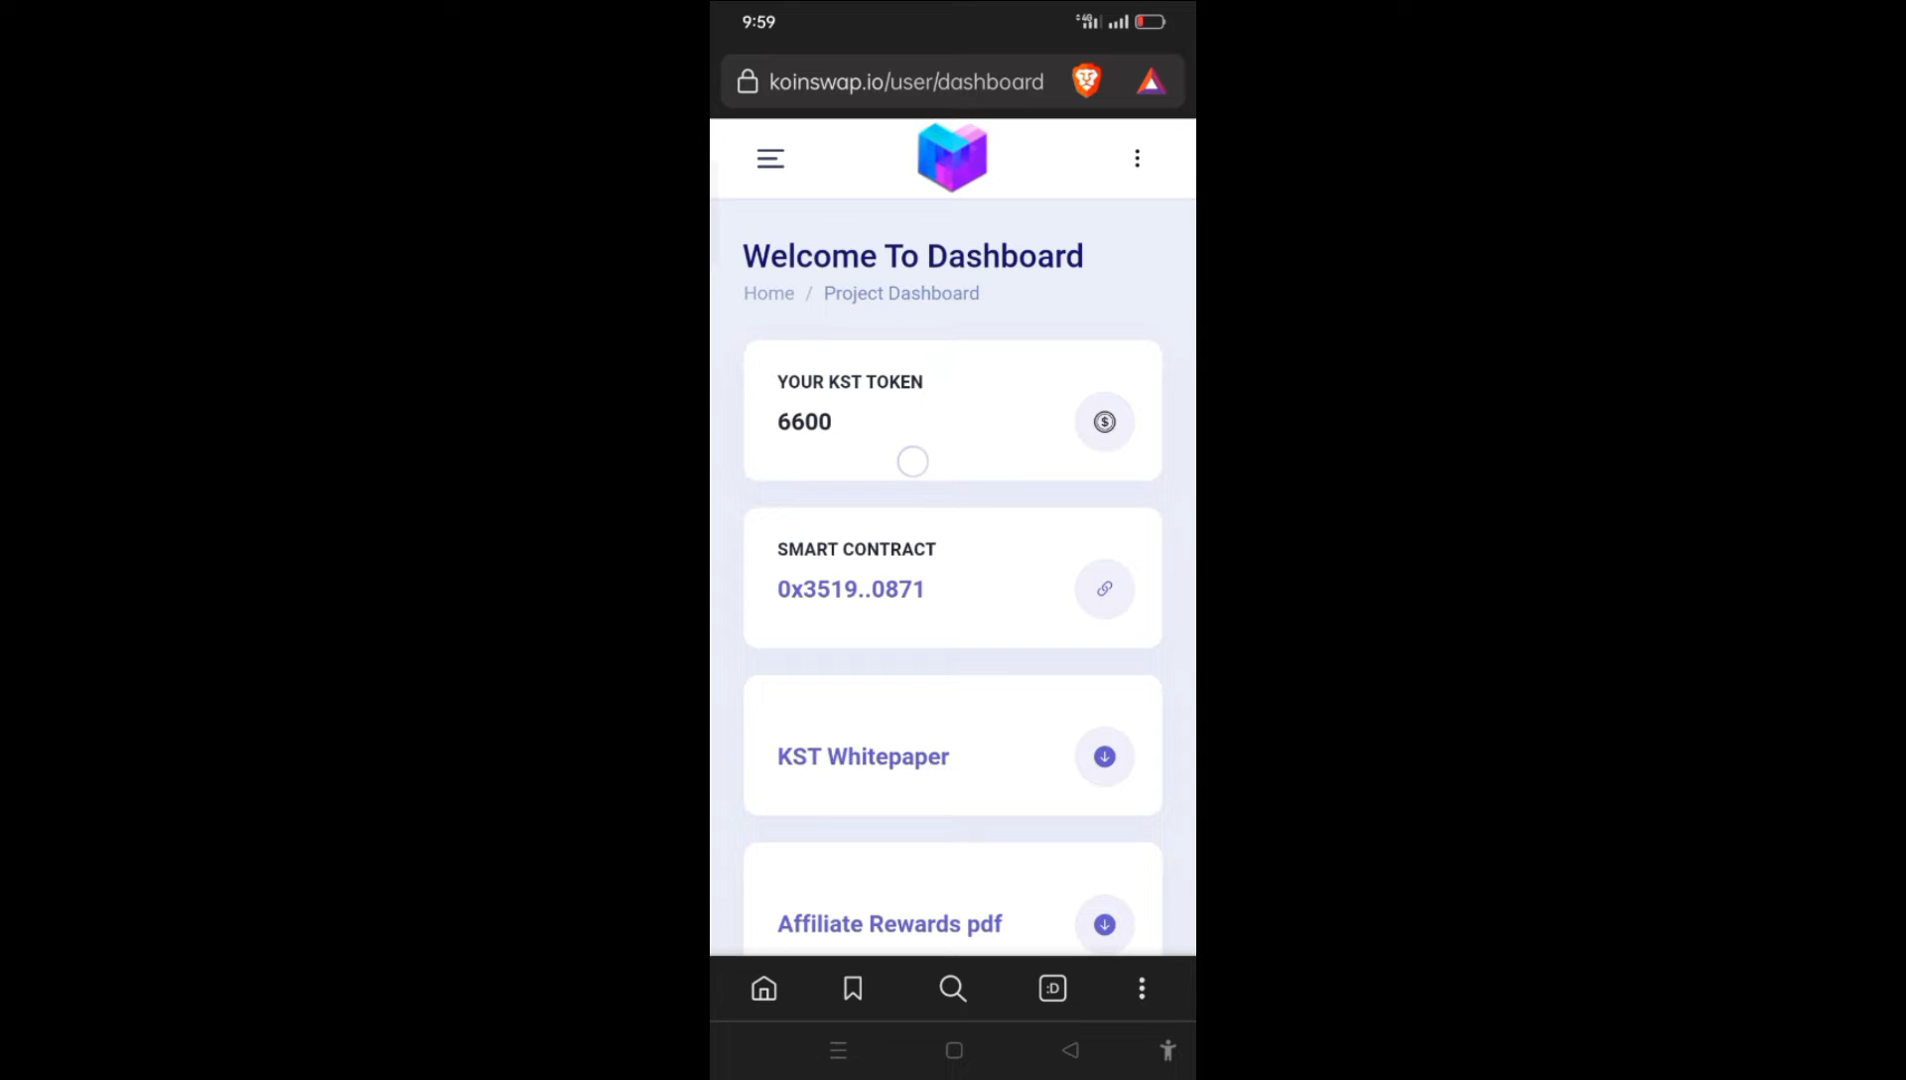 9:59
4G
koinswap.io/user/dashboard
Welcome To Dashboard
Home / Project Dashboard
YOUR KST TOKEN
6600
$
SMART CONTRACT
0x3519..0871
KST Whitepaper
Affiliate Rewards pdf
:D